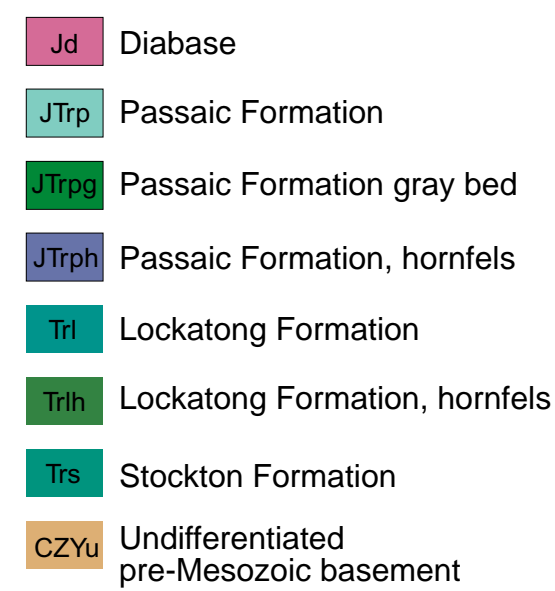 Jd Diabase
JTrp Passaic Formation
JTrpg Passaic Formation gray bed
JTrph Passaic Formation, hornfels
Trl Lockatong Formation
Trlh Lockatong Formation, hornfels
Trs Stockton Formation
CZYu Undifferentiated
pre-Mesozoic basement